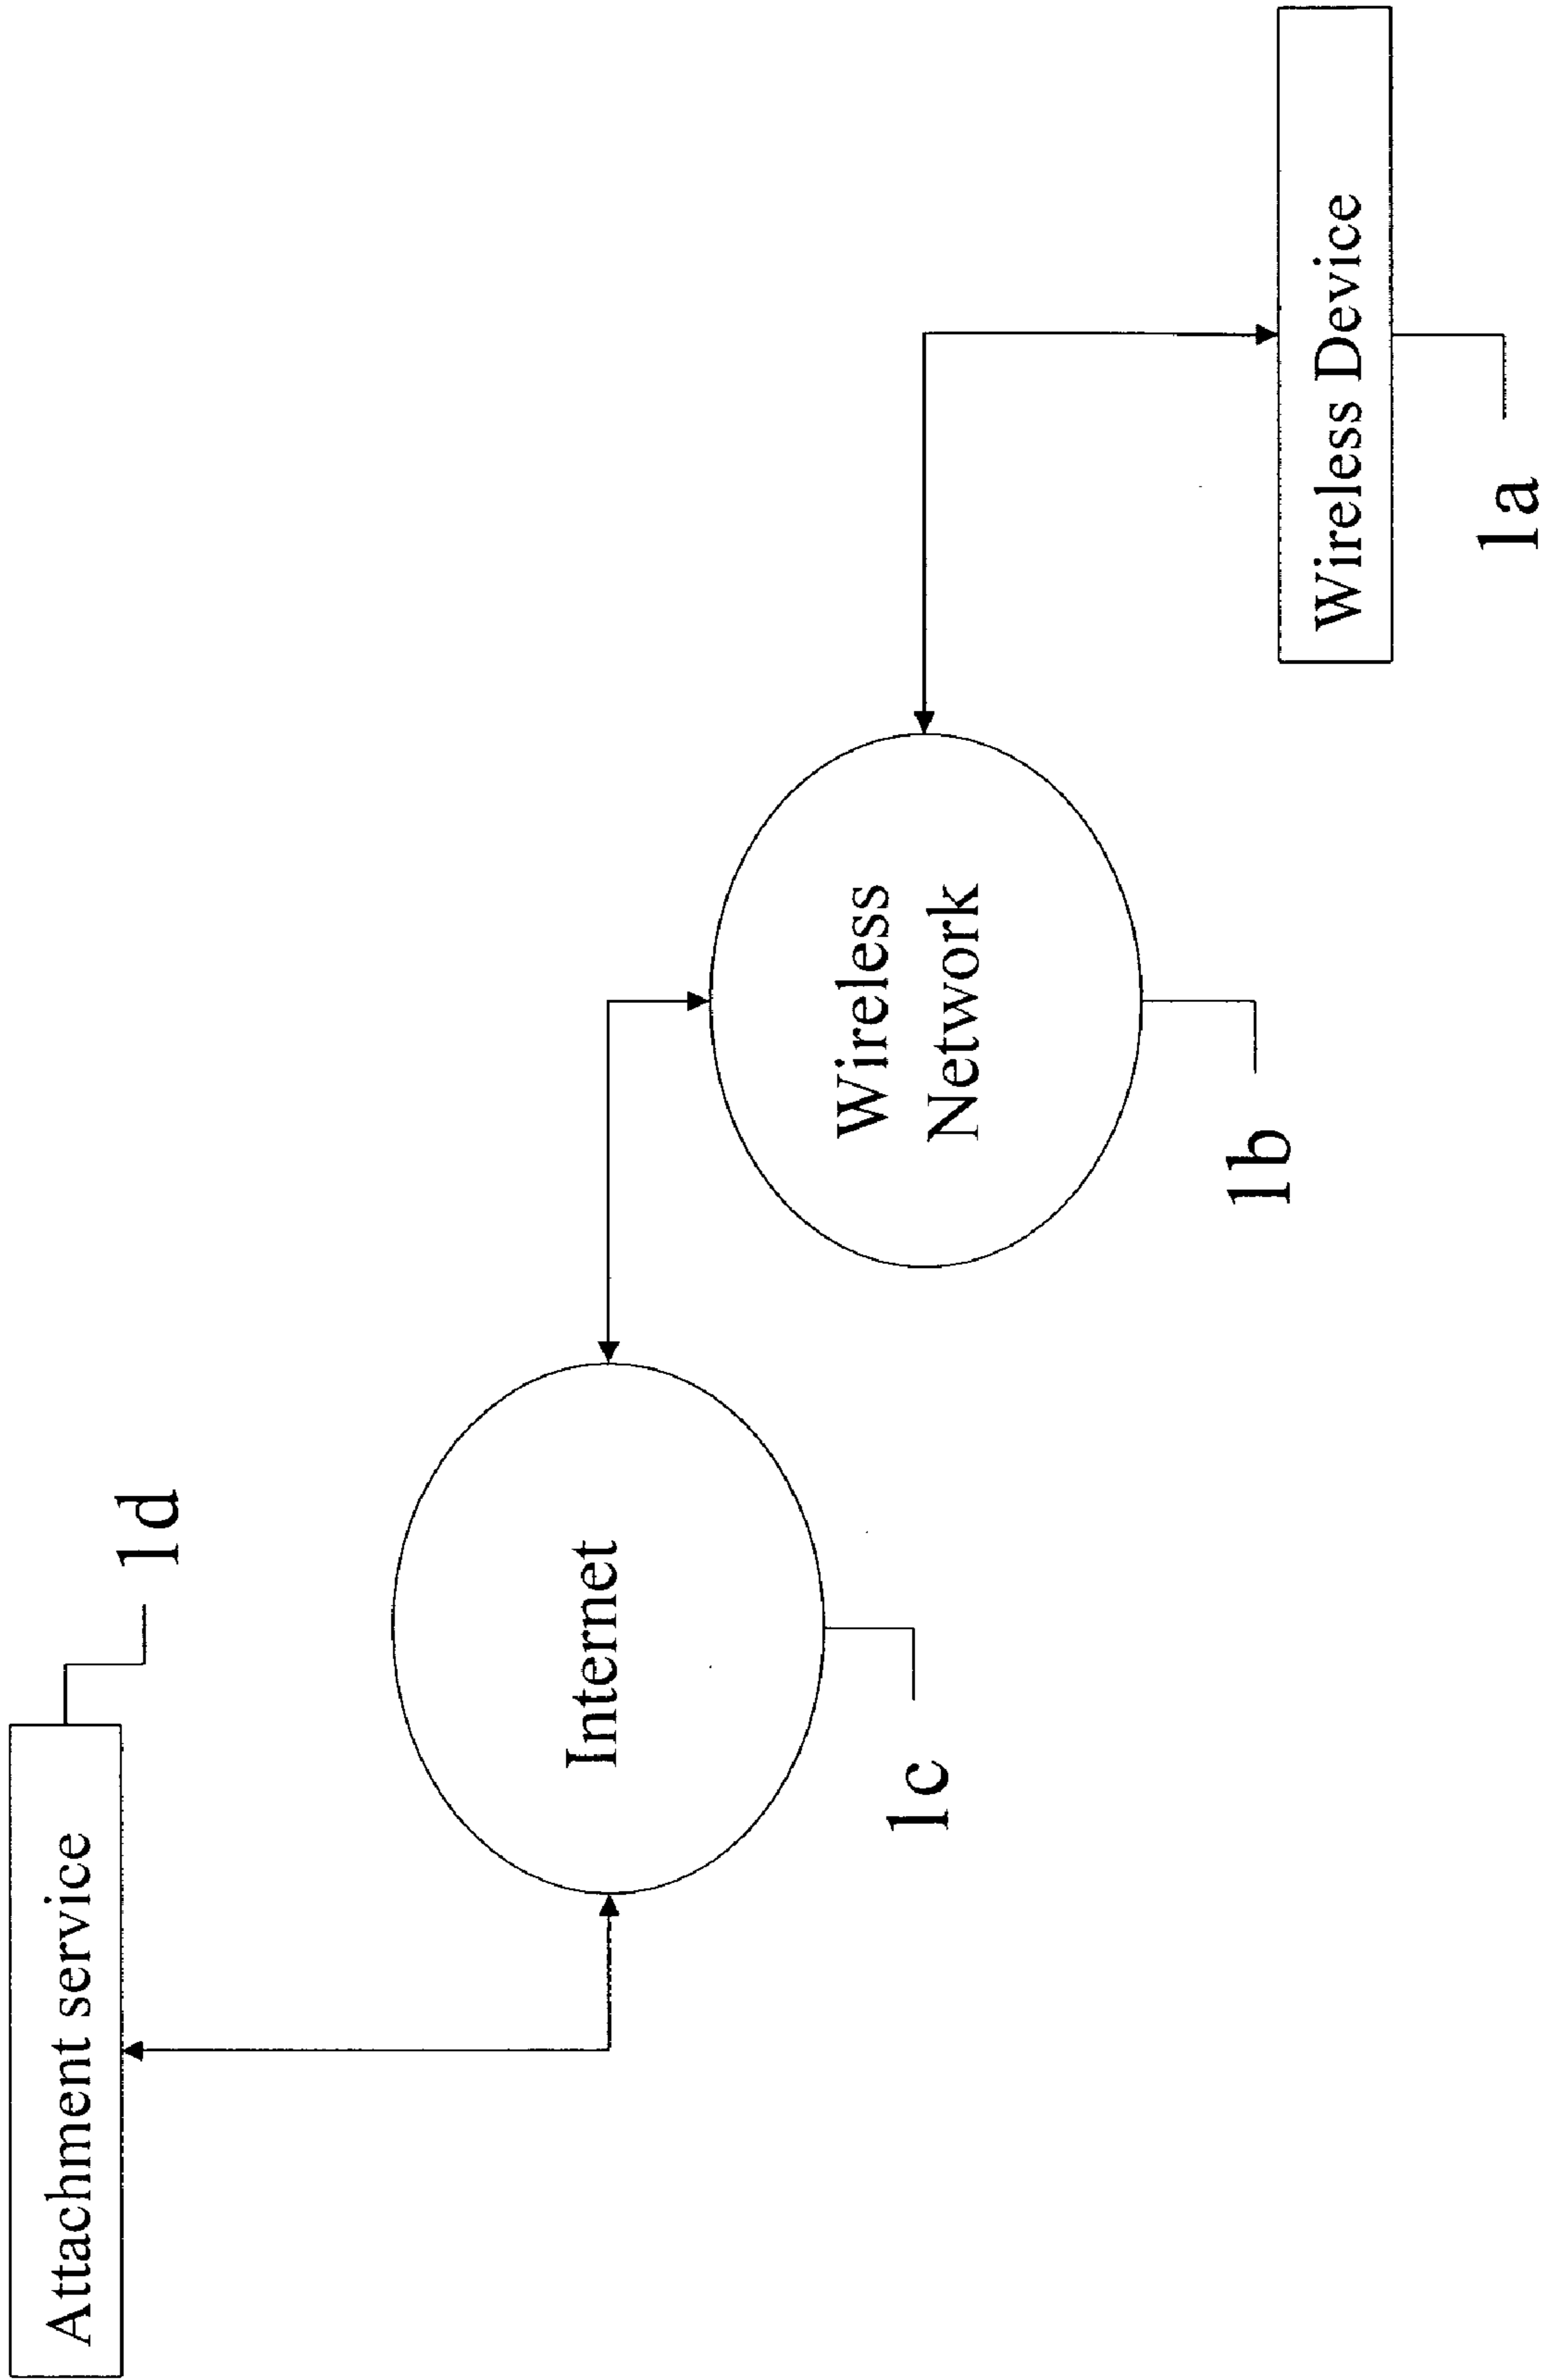 Attachment service
1d
Internet
1c
Wireless
Network
1b
Wireless Device
1a